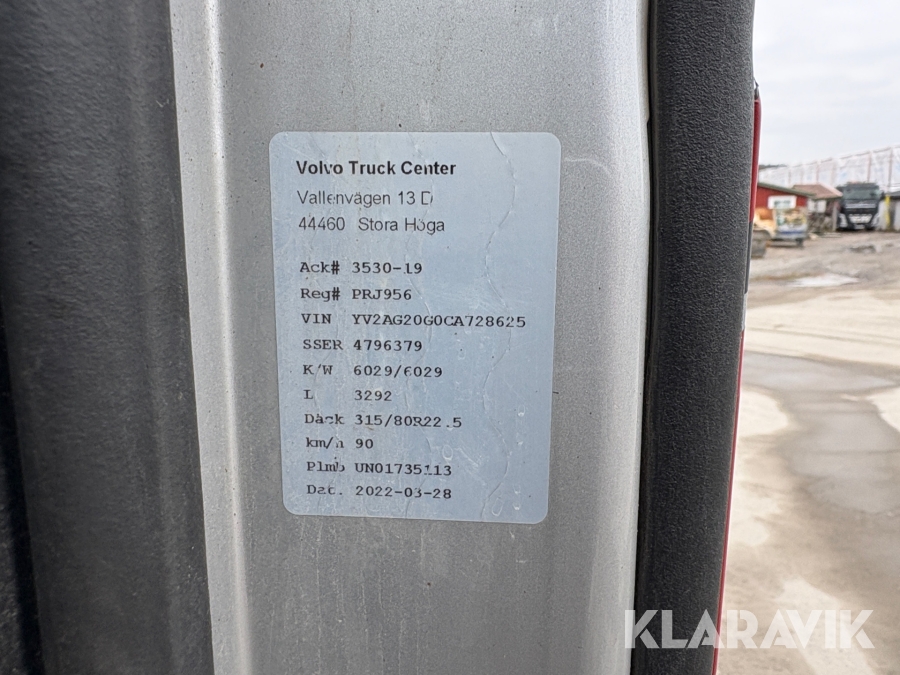 Volvo Truck Center
Vallenvägen 13 D
44460 Stora Höga
Ack# 3530-19
Reg# PRJ956
VIN YV2AG20G0CA728625
SSER 4796379
K/W 6029/6029
L 3292
Däck 315/80R22.5
km/h 90
Plmb UN01735113
Dat. 2022-03-28
KLARAVIK